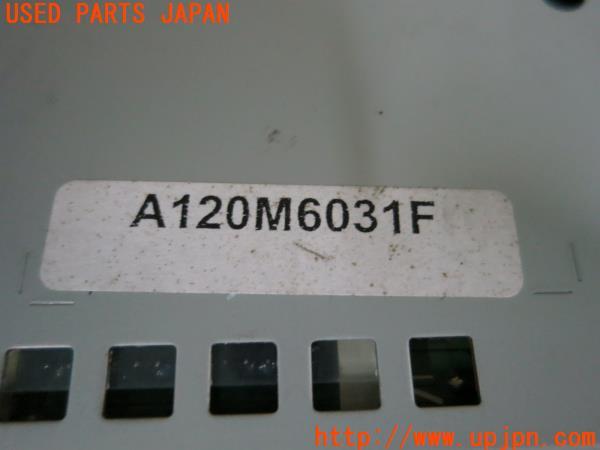 USED PARTS JAPAN
A120M6031F
http://www.upjpn.com